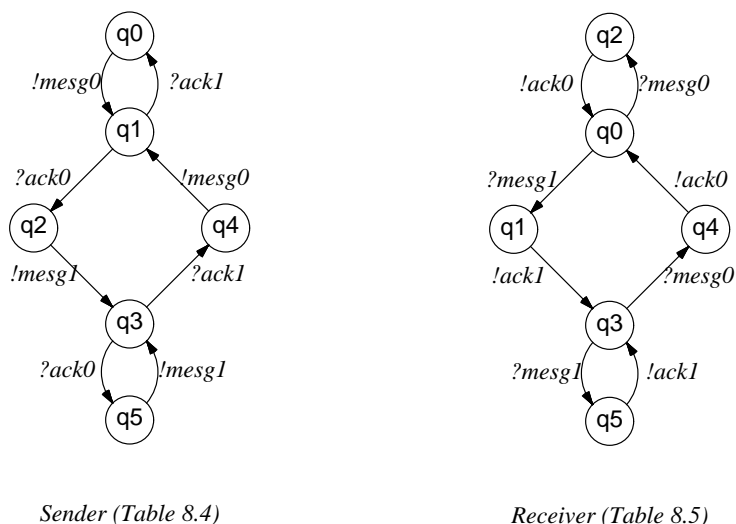 q0
!mesg0
?ack1
q1
?ack0
!mesg0
q2
q4
!mesg1
?ack1
q3
?ack0
!mesg1
q5
Sender (Table 8.4)
q2
!ack0
?mesg0
q0
?mesg1
!ack0
q1
q4
!ack1
?mesg0
q3
?mesg1
!ack1
q5
Receiver (Table 8.5)